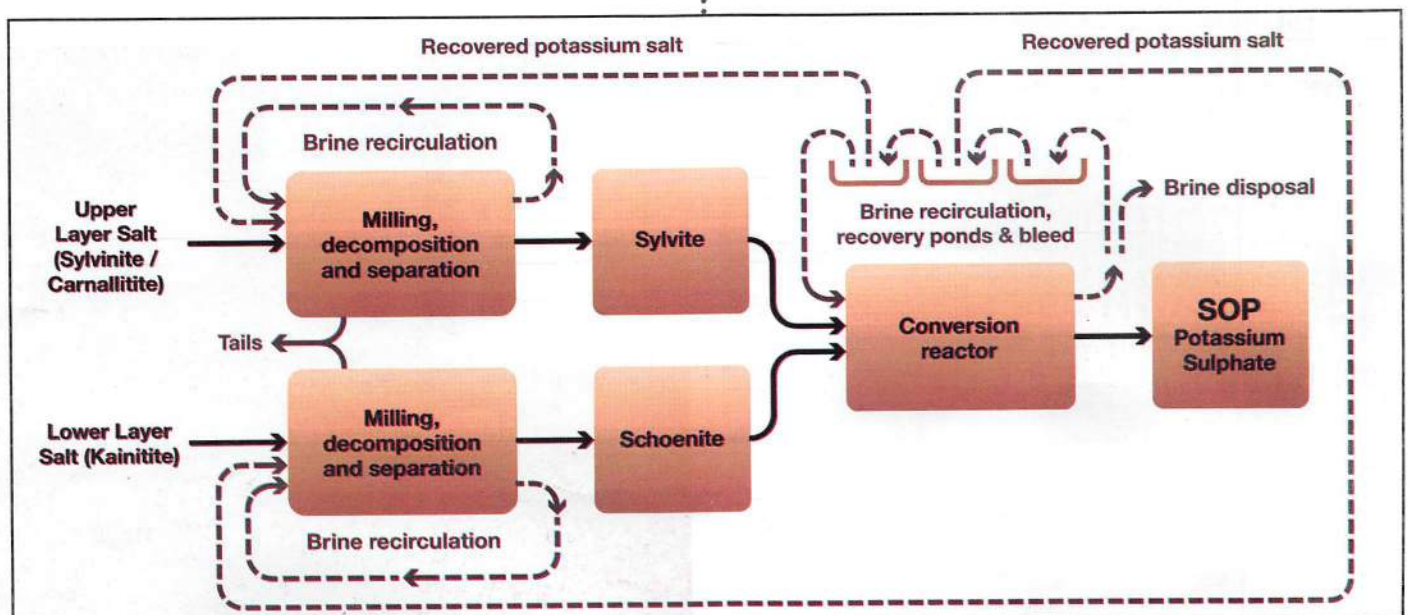 Recovered potassium salt
Recovered potassium salt
Brine recirculation
Upper
Layer Salt
(Sylvinite /
Carnallitite)
Milling,
decomposition
and separation
Sylvite
Brine recirculation,
recovery ponds & bleed
Brine disposal
Tails
Conversion
reactor
SOP
Potassium
Sulphate
Lower Layer
Salt (Kainitite)
Milling,
decomposition
and separation
Schoenite
Brine recirculation